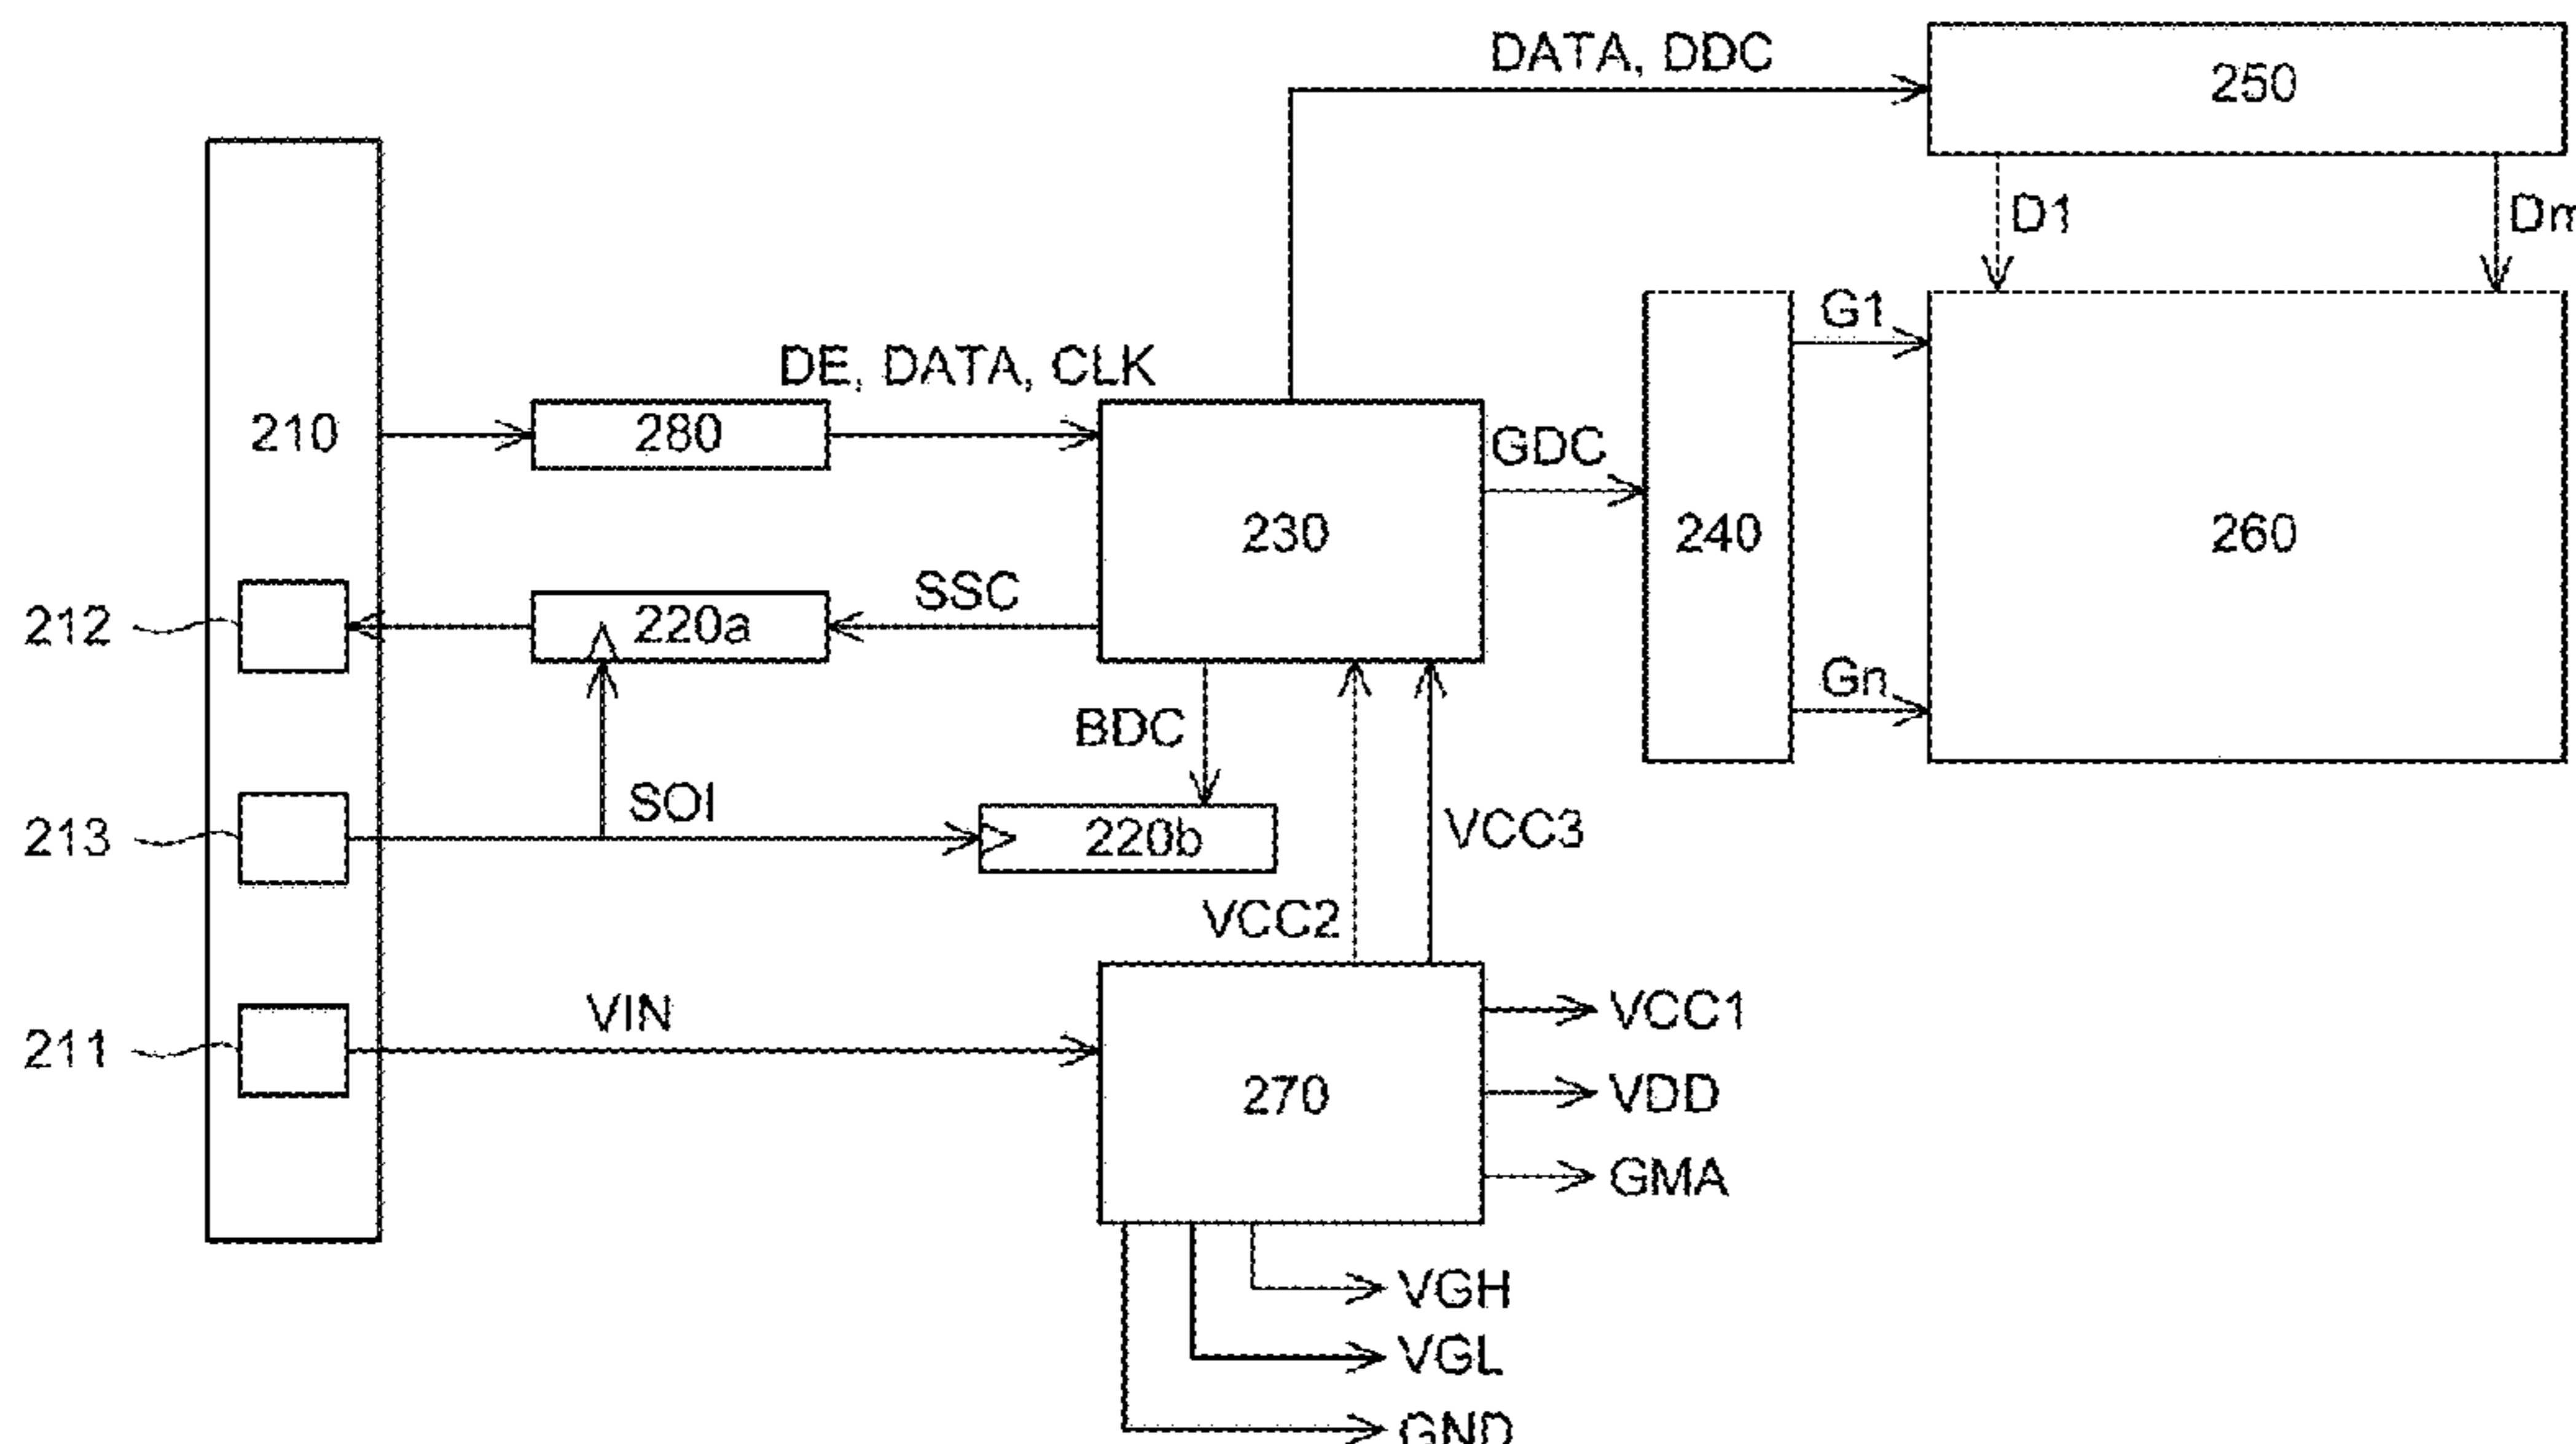 DATA, DDC
250
D1
G1
DE, DATA, CLK
210
280
GDC
230
240
260
SSC
212
220a
Gn
BDC
SOI
213
220b
VCC3
VCC2
VIN
VCC1
211
270
VDD
GMA
VGH
VGL
GND